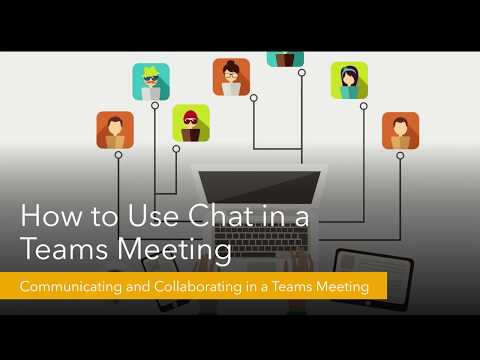 How to Use Chat in a
Teams Meeting
Communicating and Collaborating in a Teams Meeting